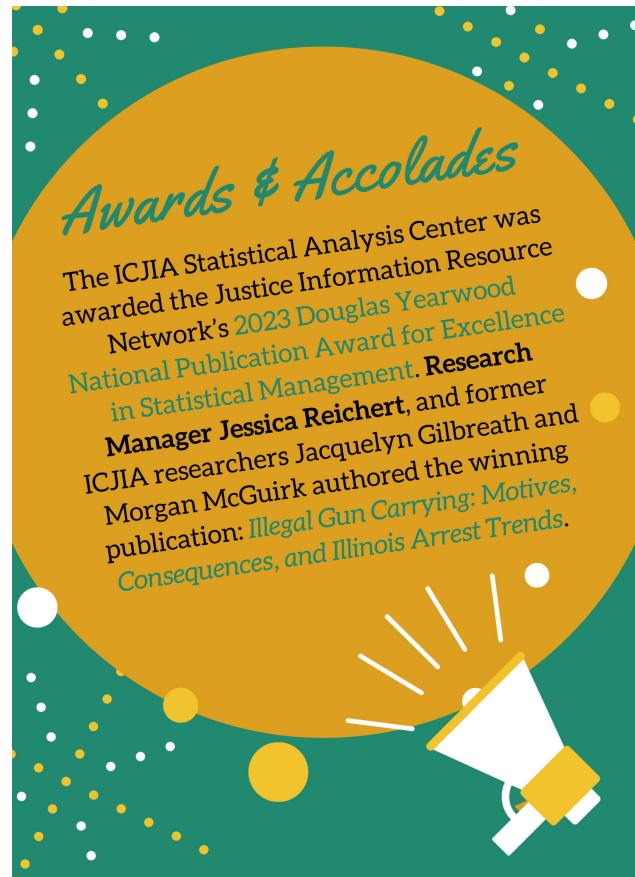 Awards & Accolades
The ICJIA Statistical Analysis Center was
awarded the Justice Information Resource
Network’s 2023 Douglas Yearwood
National Publication Award for Excellence
in Statistical Management. Research
Manager Jessica Reichert, and former
ICJIA researchers Jacquelyn Gilbreath and
Morgan McGuirk authored the winning
publication: Illegal Gun Carrying: Motives,
Consequences, and Illinois Arrest Trends.